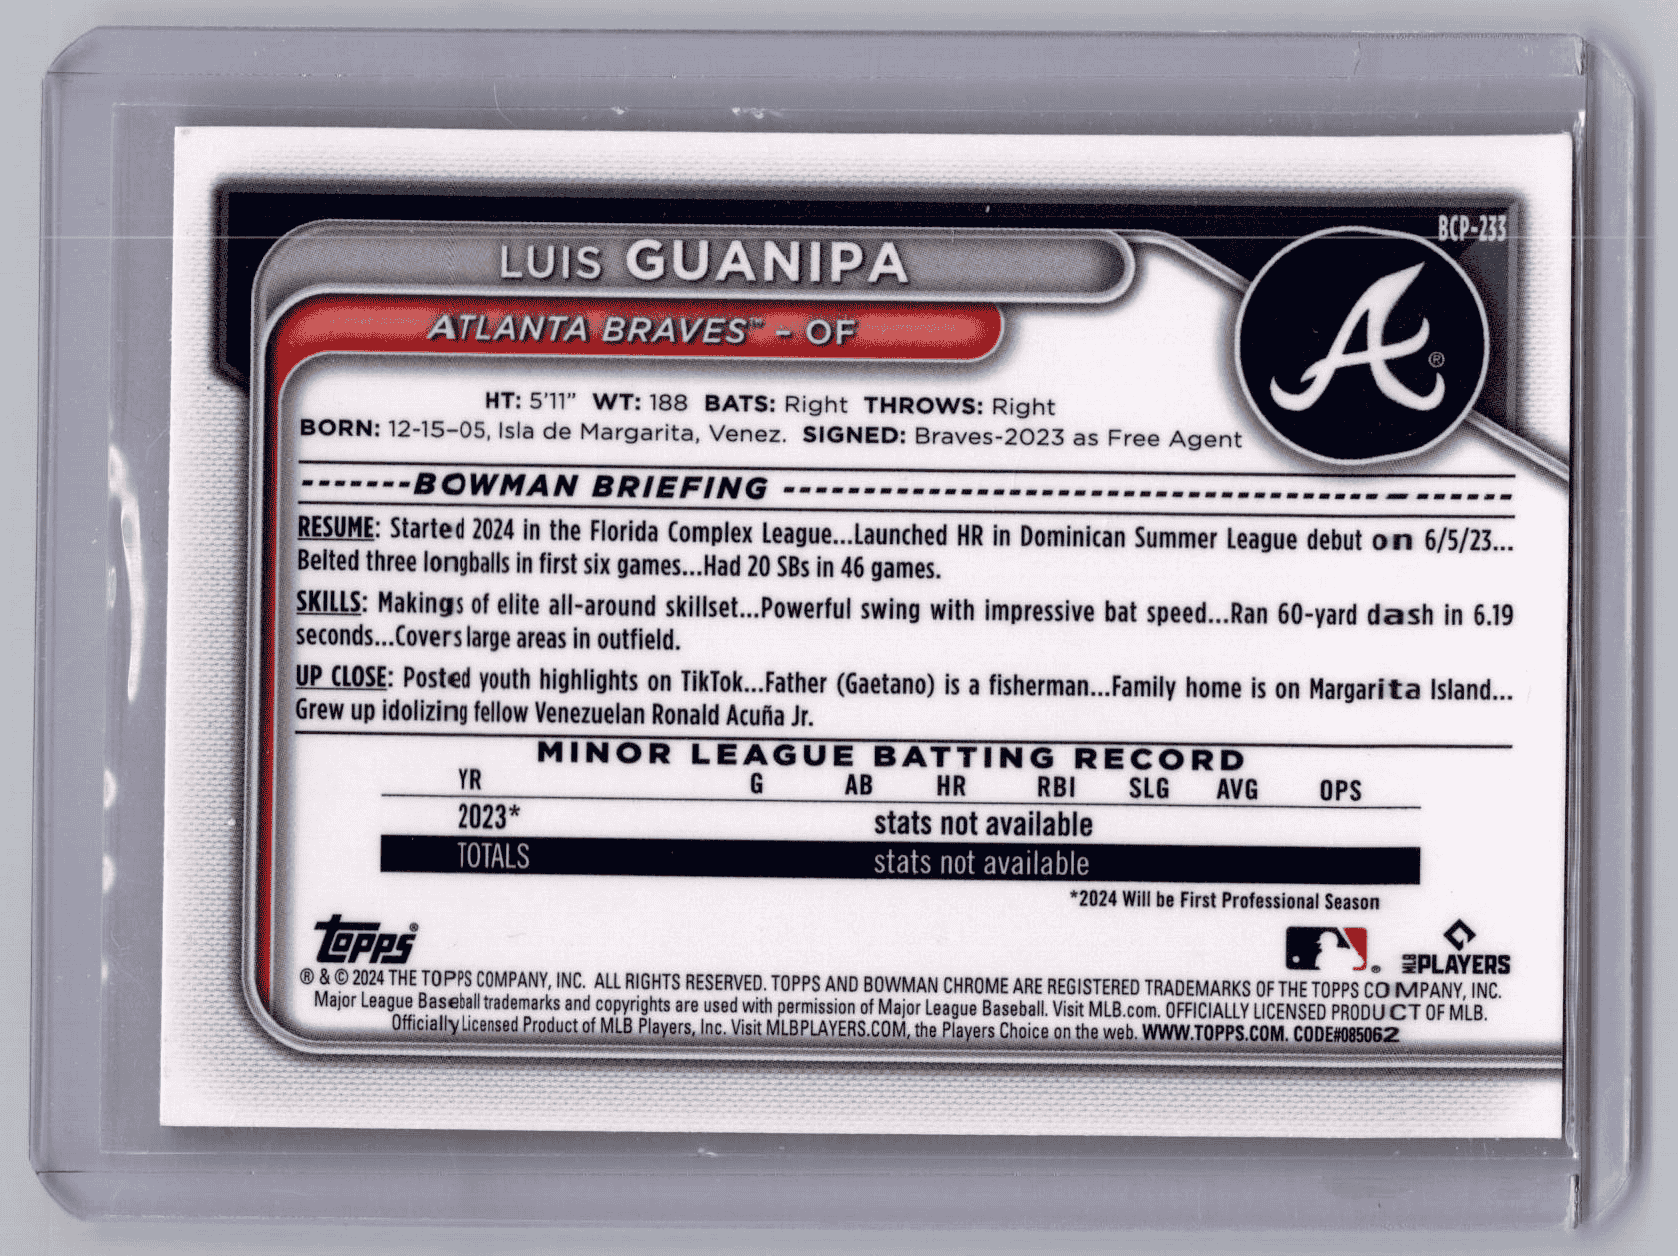 BCP-233
LUIS GUANIPA
ATLANTA BRAVES™ - OF
A®
HT: 5'11" WT: 188 BATS: Right THROWS: Right
BORN: 12-15-05, Isla de Margarita, Venez. SIGNED: Braves-2023 as Free Agent
-------BOWMAN BRIEFING ----------------------------------------------
RESUME: Started 2024 in the Florida Complex League...Launched HR in Dominican Summer League debut on 6/5/23...
Belted three longballs in first six games...Had 20 SBs in 46 games.
SKILLS: Makings of elite all-around skillset...Powerful swing with impressive bat speed...Ran 60-yard dash in 6.19
seconds...Covers large areas in outfield.
UP CLOSE: Posted youth highlights on TikTok...Father (Gaetano) is a fisherman...Family home is on Margarita Island...
Grew up idolizing fellow Venezuelan Ronald Acuña Jr.
MINOR LEAGUE BATTING RECORD
YR G AB HR RBI SLG AVG OPS
2023* stats not available
TOTALS stats not available
*2024 Will be First Professional Season
Topps® ® MLB PLAYERS
® & © 2024 THE TOPPS COMPANY, INC. ALL RIGHTS RESERVED. TOPPS AND BOWMAN CHROME ARE REGISTERED TRADEMARKS OF THE TOPPS COMPANY, INC.
Major League Baseball trademarks and copyrights are used with permission of Major League Baseball. Visit MLB.com. OFFICIALLY LICENSED PRODUCT OF MLB.
Officially Licensed Product of MLB Players, Inc. Visit MLBPLAYERS.COM, the Players Choice on the web. WWW.TOPPS.COM. CODE#085062